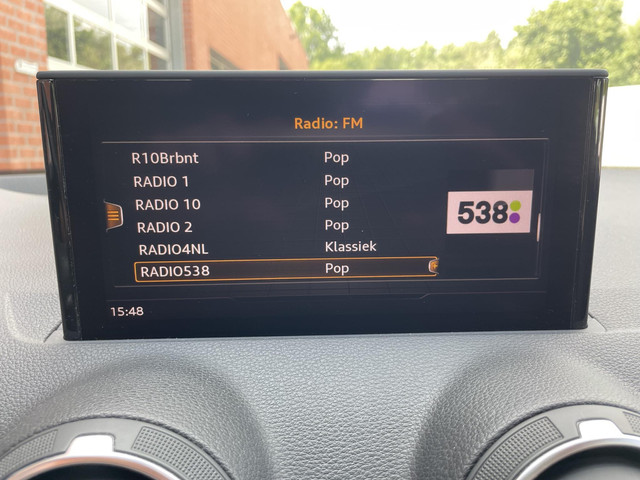 Radio: FM
R10Brbnt Pop
RADIO 1 Pop
RADIO 10 Pop
RADIO 2 Pop
RADIO4NL Klassiek
RADIO538 Pop
538
15:48